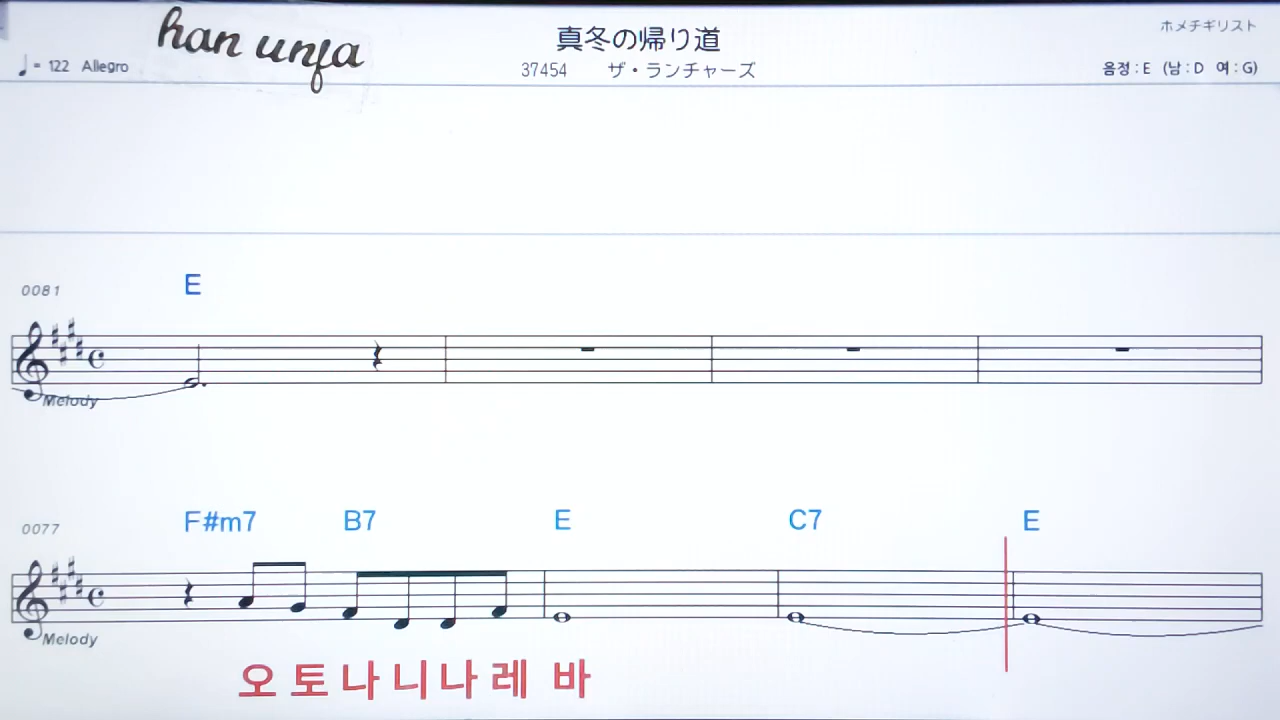 han unfa
真冬の帰り道
ホメチギリスト
♩= 122 Allegro
37454 ザ・ランチャーズ
음정 : E (남 : D 여 : G)
0081
E
Melody
0077
F#m7 B7 E C7 E
Melody
오 토 나 니 나 레 바